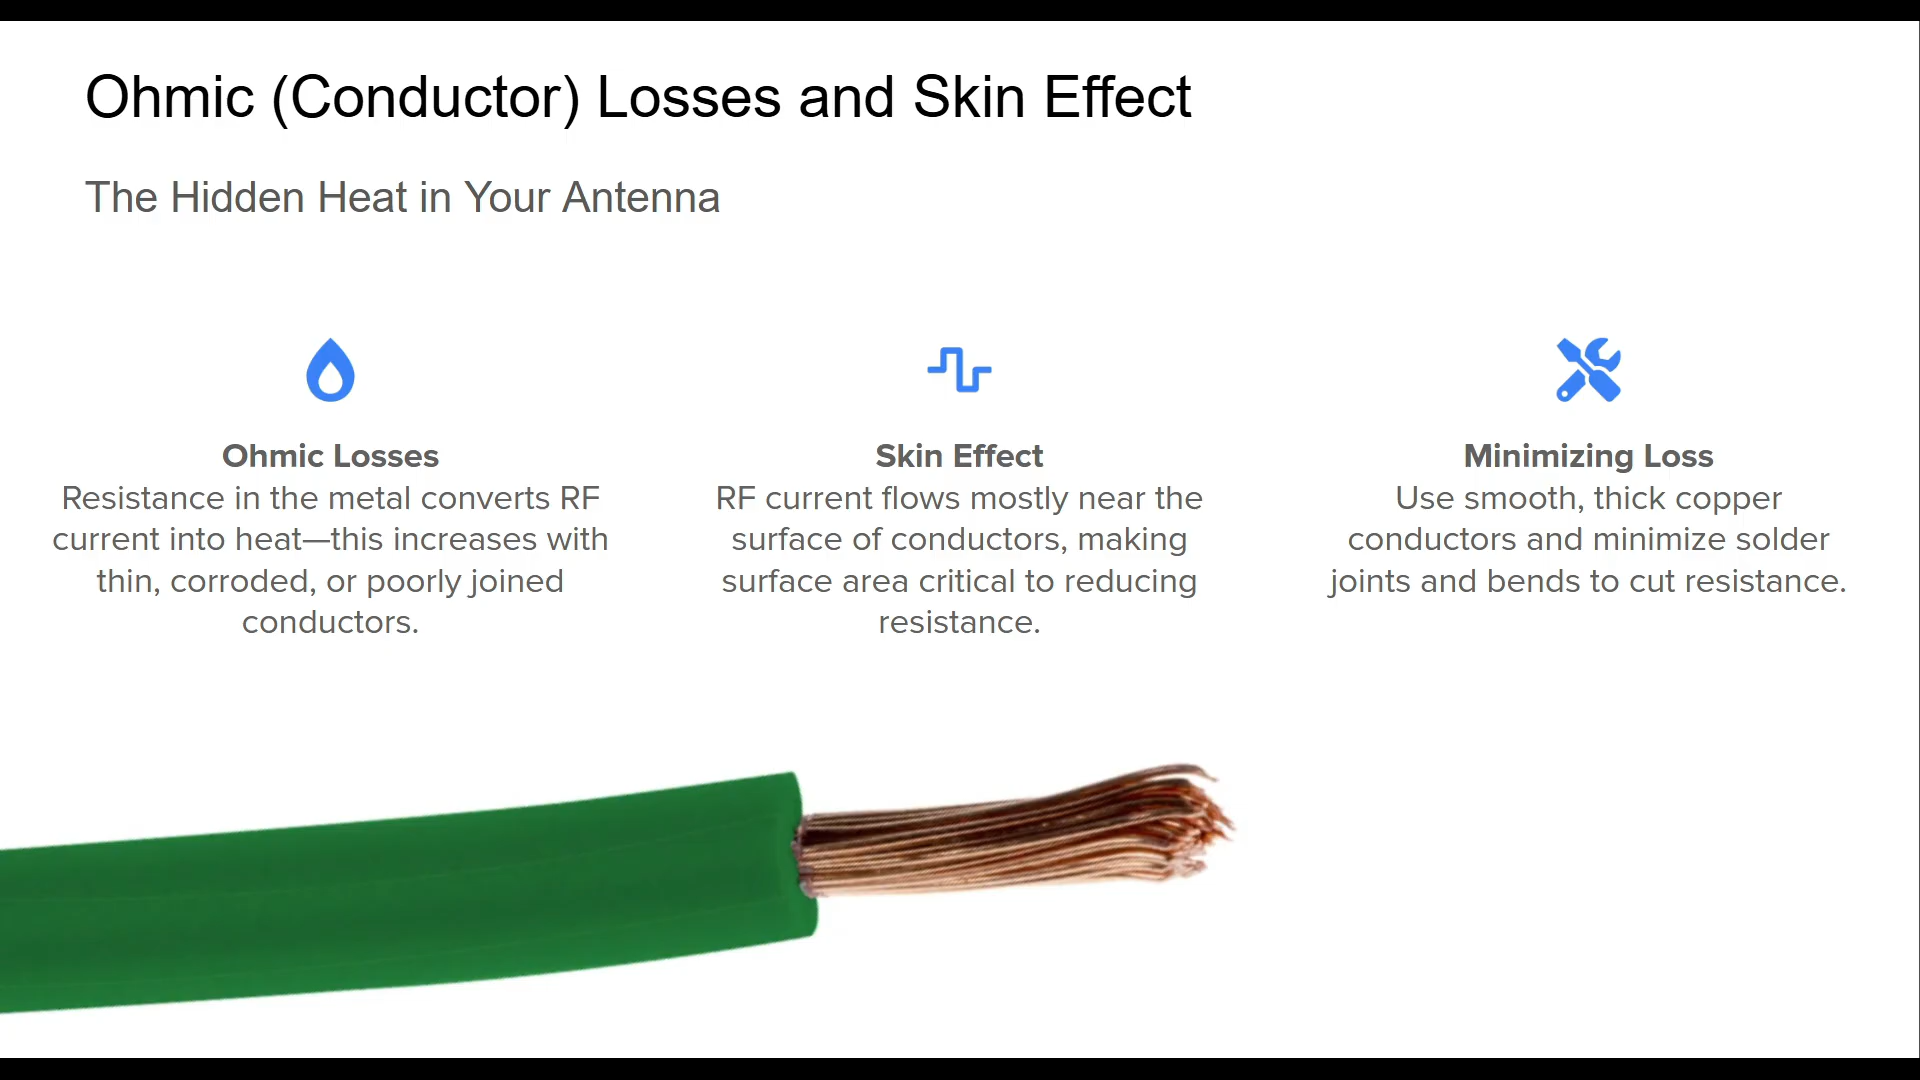 Ohmic (Conductor) Losses and Skin Effect
The Hidden Heat in Your Antenna
Ohmic Losses
Resistance in the metal converts RF
current into heat—this increases with
thin, corroded, or poorly joined
conductors.
Skin Effect
RF current flows mostly near the
surface of conductors, making
surface area critical to reducing
resistance.
Minimizing Loss
Use smooth, thick copper
conductors and minimize solder
joints and bends to cut resistance.